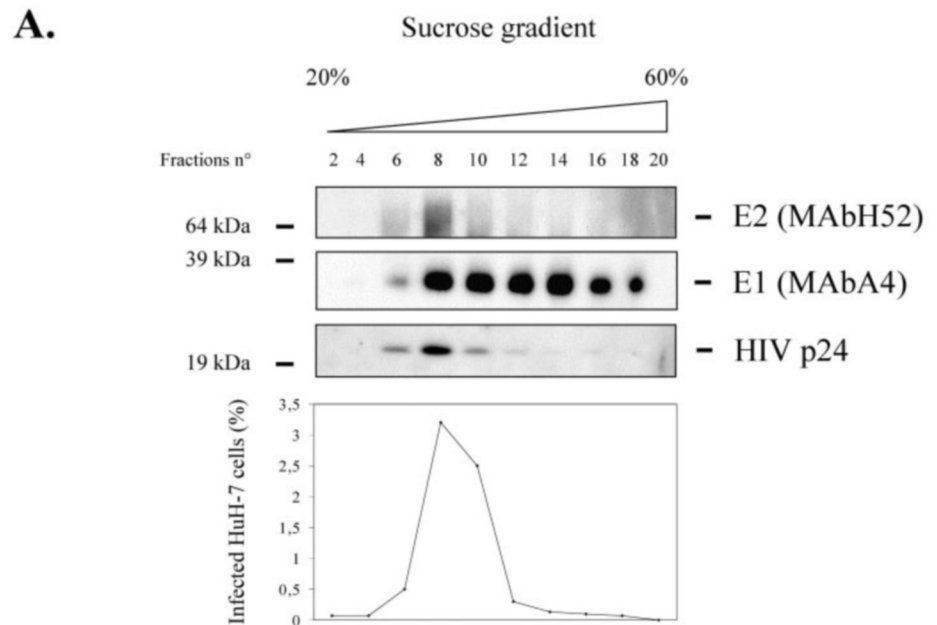 A.
Sucrose gradient
20% 60%
Fractions n° 2 4 6 8 10 12 14 16 18 20
64 kDa E2 (MAbH52)
39 kDa E1 (MAbA4)
19 kDa HIV p24
Infected HuH-7 cells (%)
3,5
3
2,5
2
1,5
1
0,5
0